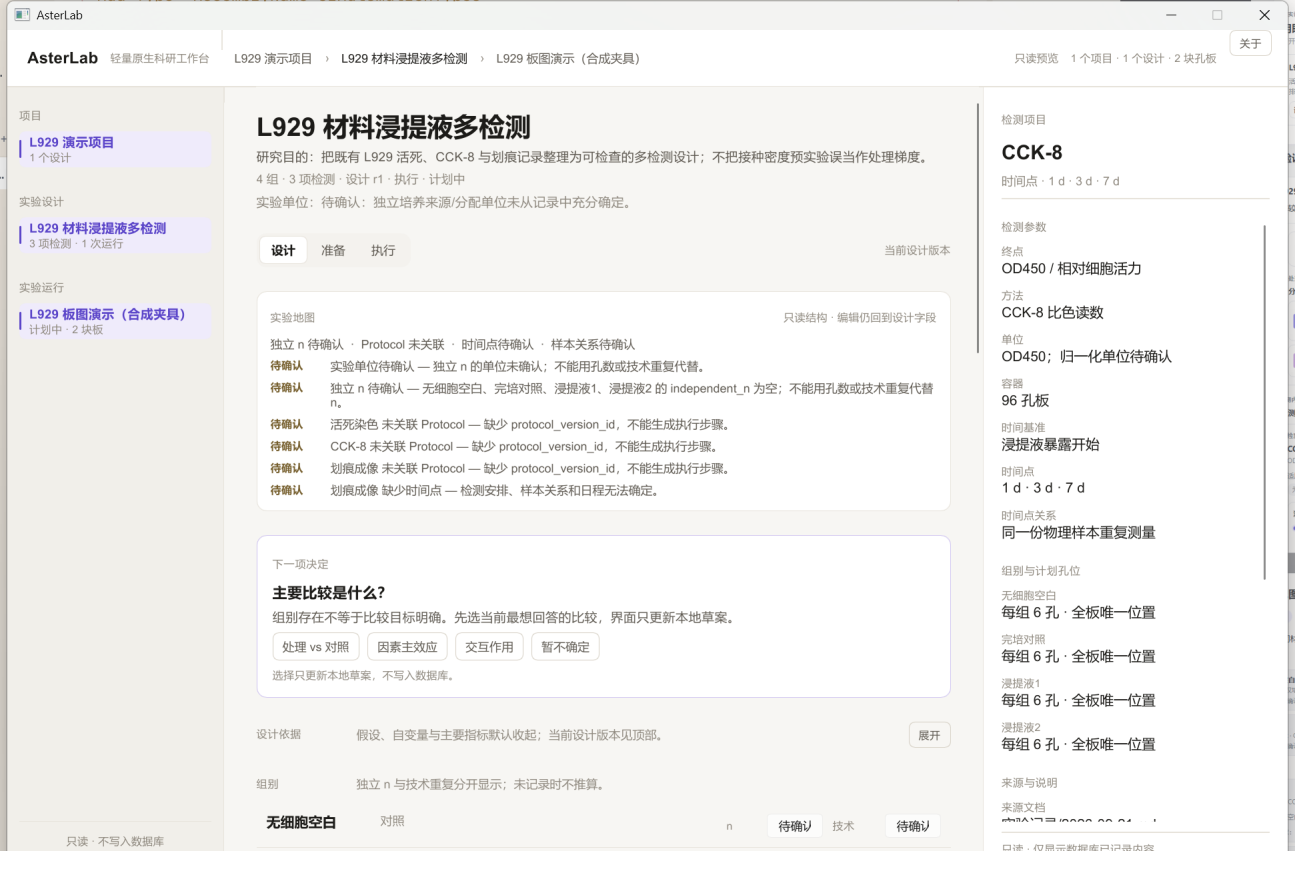 AsterLab
AsterLab 轻量原生科研工作台
L929 演示项目 › L929 材料浸提液多检测 › L929 板图演示（合成夹具）
只读预览 1 个项目 · 1 个设计 · 2 块孔板
关于
项目
L929 演示项目
1 个设计
实验设计
L929 材料浸提液多检测
3 项检测 · 1 次运行
实验运行
L929 板图演示（合成夹具）
计划中 · 2 块板
只读 · 不写入数据库
L929 材料浸提液多检测
研究目的：把既有 L929 活死、CCK-8 与划痕记录整理为可检查的多检测设计；不把接种密度预实验误当作处理梯度。
4 组 · 3 项检测 · 设计 r1 · 执行 · 计划中
实验单位：待确认：独立培养来源/分配单位未从记录中充分确定。
设计 准备 执行
当前设计版本
实验地图
只读结构 · 编辑仍回到设计字段
独立 n 待确认 · Protocol 未关联 · 时间点待确认 · 样本关系待确认
待确认 实验单位待确认 — 独立 n 的单位未确认；不能用孔数或技术重复代替。
待确认 独立 n 待确认 — 无细胞空白、完培对照、浸提液1、浸提液2 的 independent_n 为空；不能用孔数或技术重复代替
n。
待确认 活死染色 未关联 Protocol — 缺少 protocol_version_id，不能生成执行步骤。
待确认 CCK-8 未关联 Protocol — 缺少 protocol_version_id，不能生成执行步骤。
待确认 划痕成像 未关联 Protocol — 缺少 protocol_version_id，不能生成执行步骤。
待确认 划痕成像 缺少时间点 — 检测安排、样本关系和日程无法确定。
下一项决定
主要比较是什么？
组别存在不等于比较目标明确。先选当前最想回答的比较，界面只更新本地草案。
处理 vs 对照 因素主效应 交互作用 暂不确定
选择只更新本地草案，不写入数据库。
设计依据 假设、自变量与主要指标默认收起；当前设计版本见顶部。
展开
组别 独立 n 与技术重复分开显示；未记录时不推算。
无细胞空白 对照 n 待确认 技术 待确认
检测项目
CCK-8
时间点 · 1 d · 3 d · 7 d
检测参数
终点
OD450 / 相对细胞活力
方法
CCK-8 比色读数
单位
OD450；归一化单位待确认
容器
96 孔板
时间基准
浸提液暴露开始
时间点
1 d · 3 d · 7 d
时间点关系
同一份物理样本重复测量
组别与计划孔位
无细胞空白
每组 6 孔 · 全板唯一位置
完培对照
每组 6 孔 · 全板唯一位置
浸提液1
每组 6 孔 · 全板唯一位置
浸提液2
每组 6 孔 · 全板唯一位置
来源与说明
来源文档
只读 · 仅显示数据库已记录内容